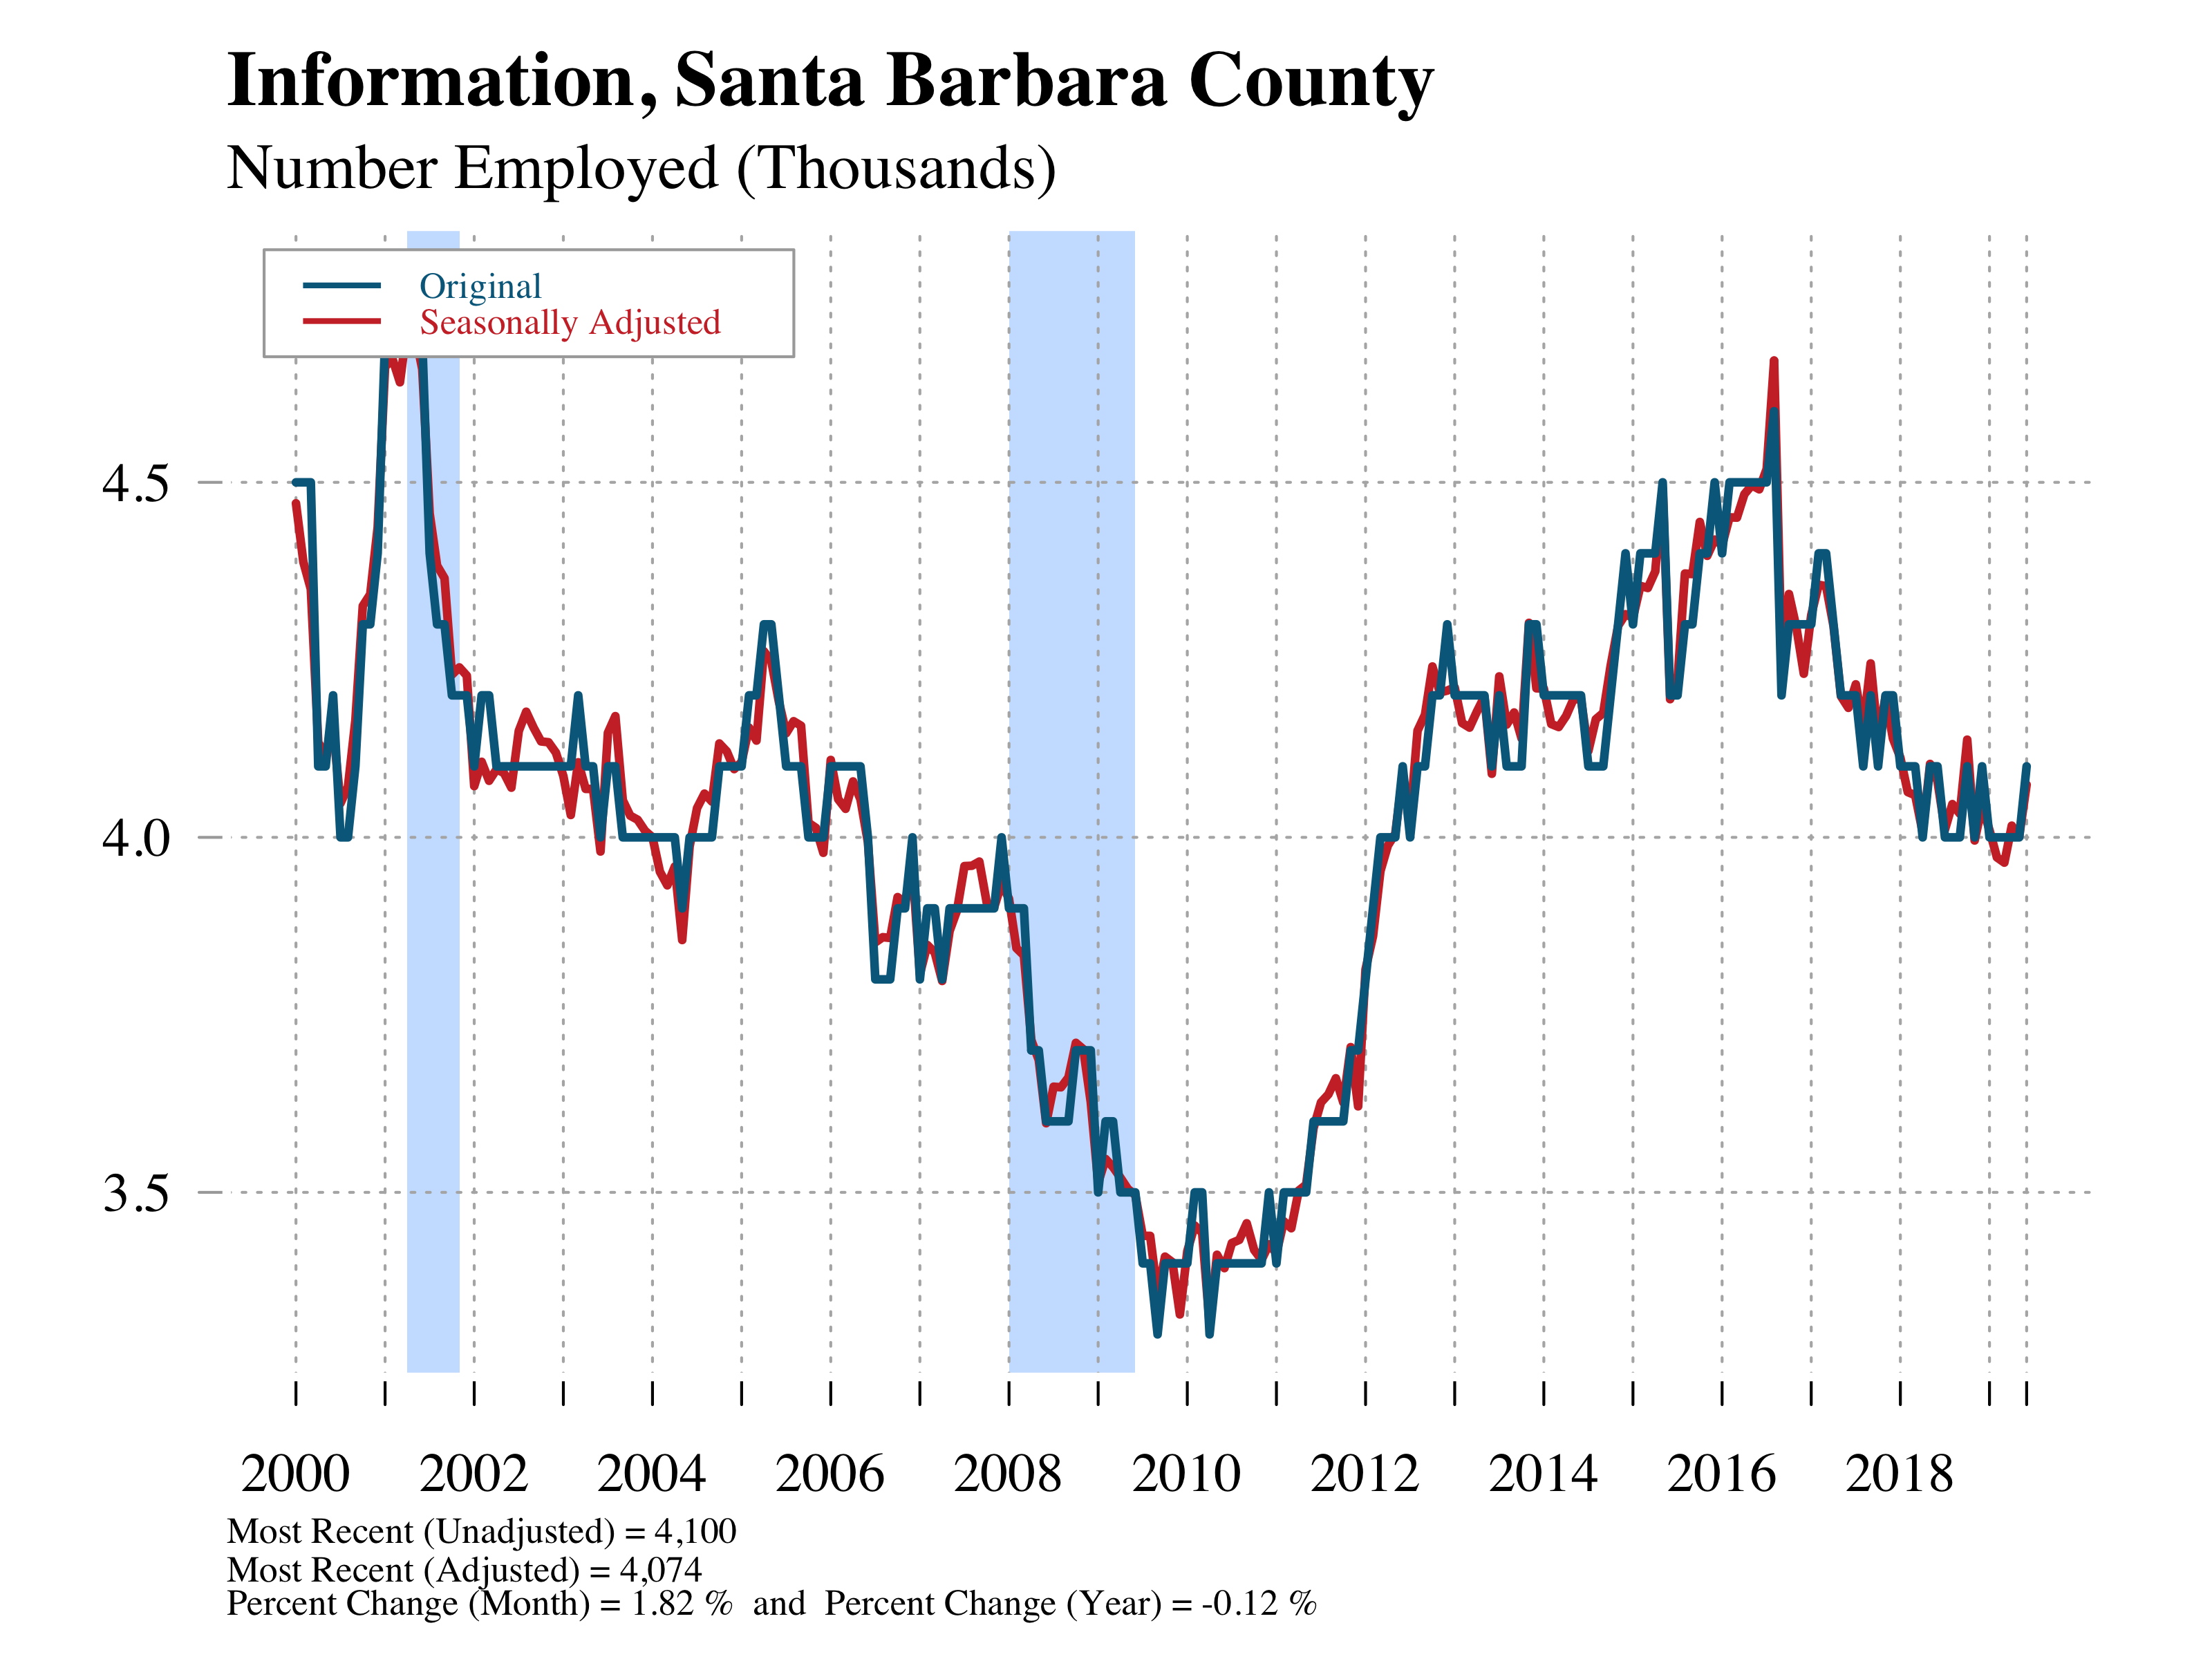 Information, Santa Barbara County
Number Employed (Thousands)
Original
Seasonally Adjusted
4.5
4.0
3.5
2000 2002 2004 2006 2008 2010 2012 2014 2016 2018
Most Recent (Unadjusted) = 4,100
Most Recent (Adjusted) = 4,074
Percent Change (Month) = 1.82 % and Percent Change (Year) = -0.12 %